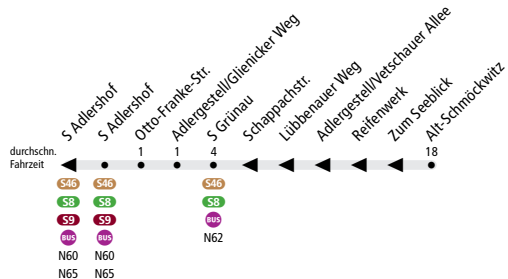 S Adlershof
S Adlershof
Otto-Franke-Str.
Adlergestell/Glienicker Weg
S Grünau
Schappachstr.
Lübbenauer Weg
Adlergestell/Vetschauer Allee
Reifenwerk
Zum Seeblick
Alt-Schmöckwitz
durchschn. 1 1 4 18
Fahrzeit
S46 S46 S46
S8 S8 S8
S9 S9 BUS
BUS BUS N62
N60 N60
N65 N65